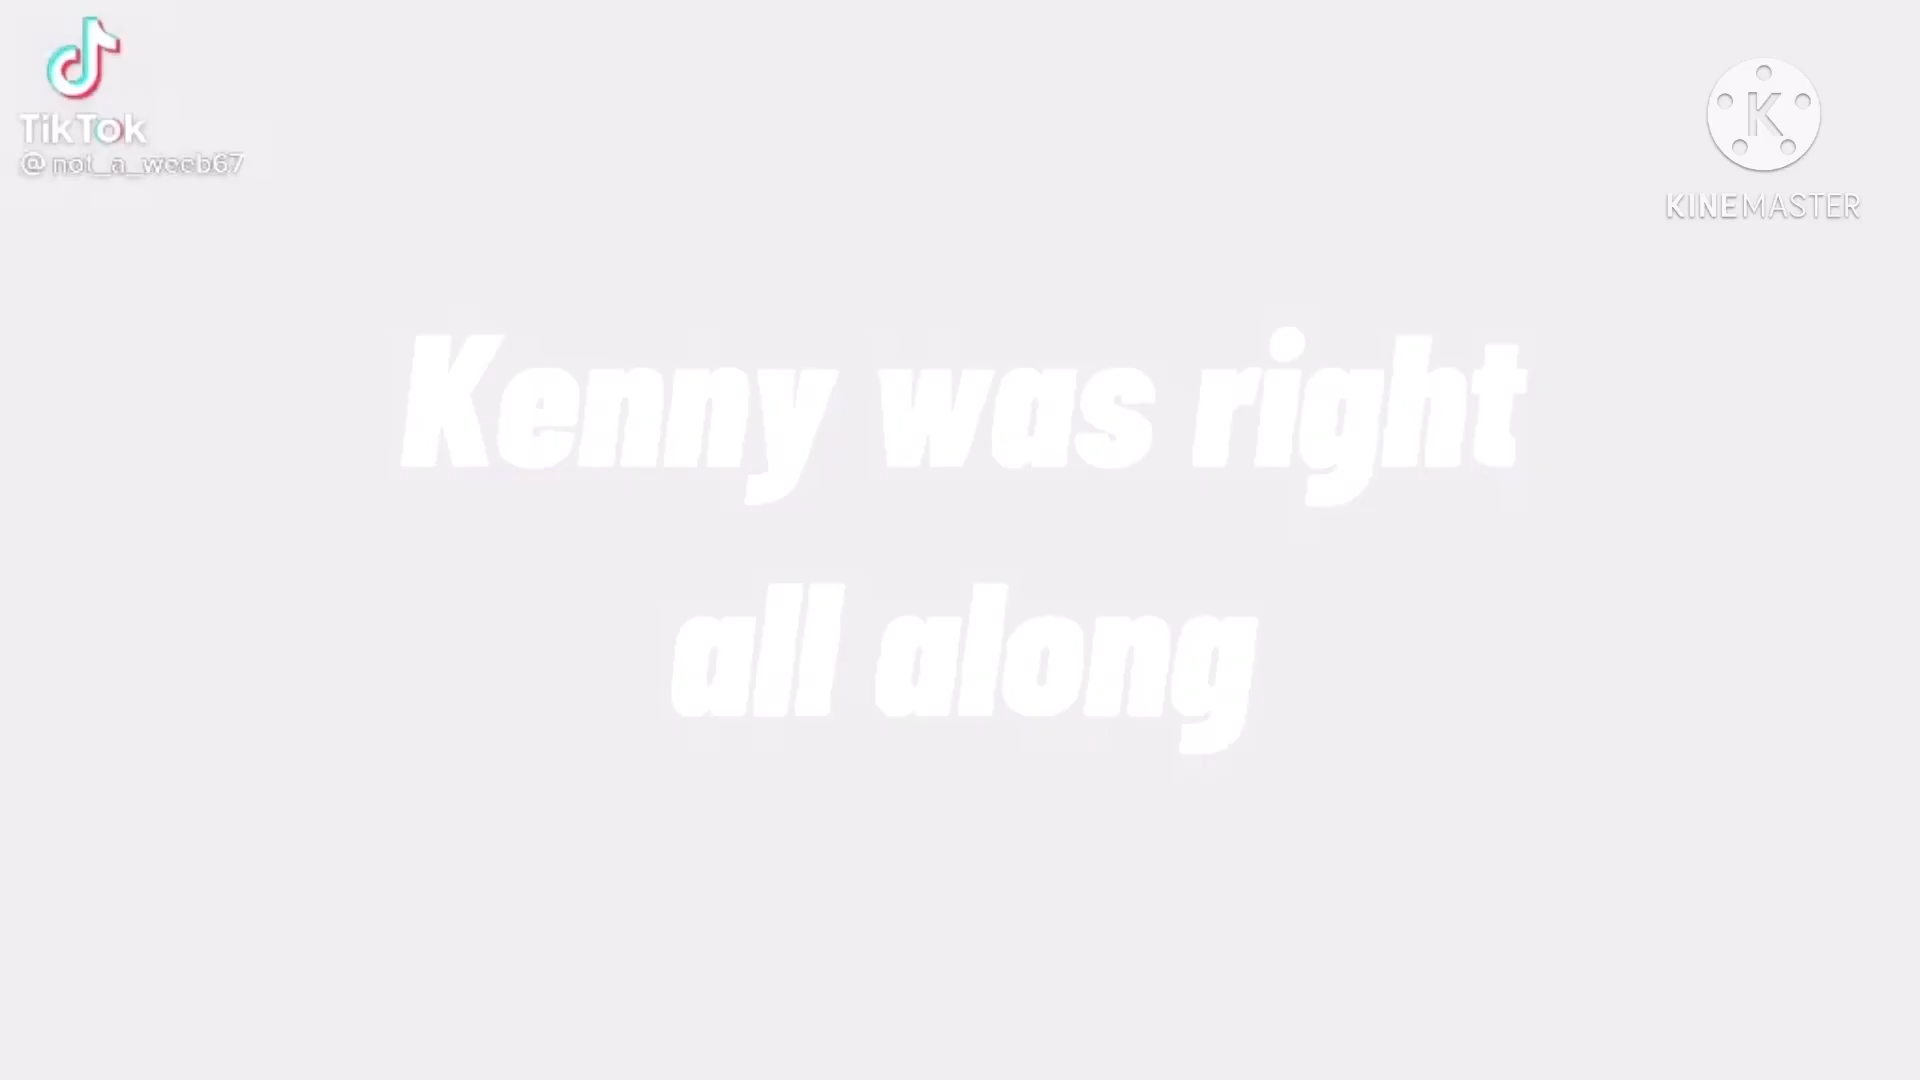 TikTok
@not_a_weeb67
K
KINEMASTER
Kenny was right
all along